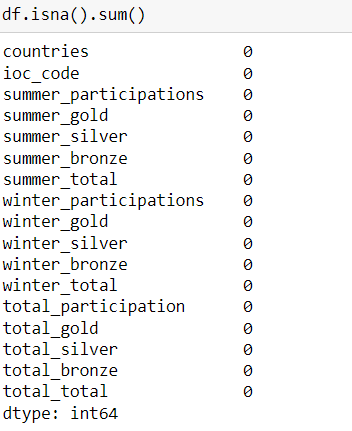 df.isna().sum()
countries 0
ioc_code 0
summer_participations 0
summer_gold 0
summer_silver 0
summer_bronze 0
summer_total 0
winter_participations 0
winter_gold 0
winter_silver 0
winter_bronze 0
winter_total 0
total_participation 0
total_gold 0
total_silver 0
total_bronze 0
total_total 0
dtype: int64